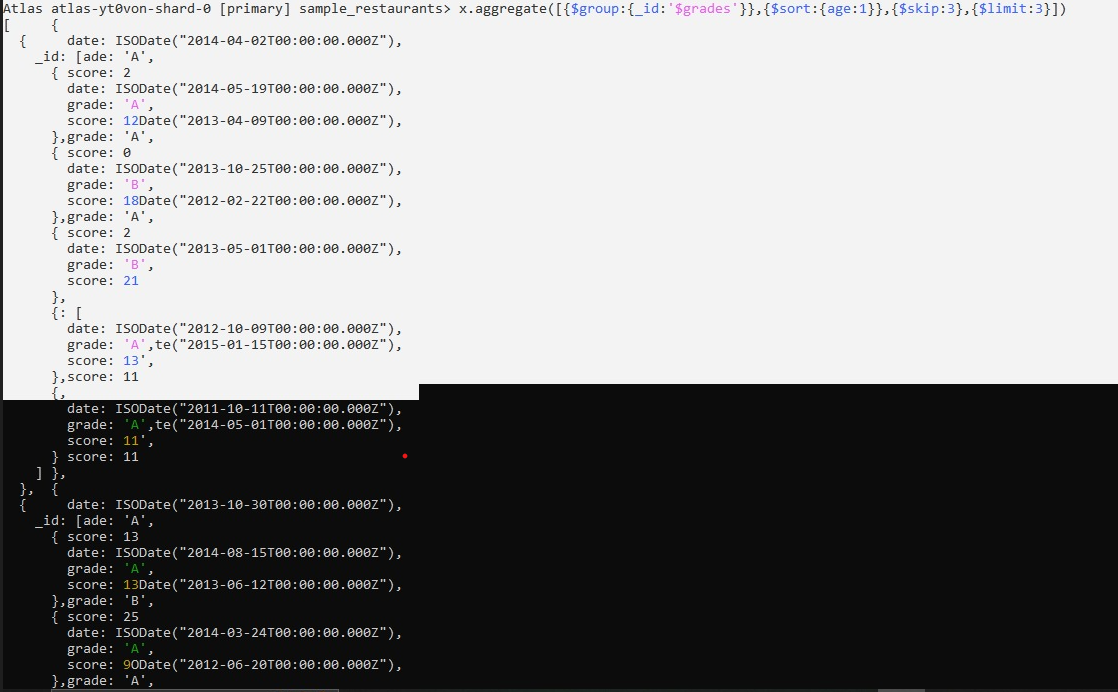 Atlas atlas-yt0von-shard-0 [primary] sample_restaurants> x.aggregate([{$group:{_id:'$grades'}},{$sort:{age:1}},{$skip:3},{$limit:3}])
[     {
  {     date: ISODate("2014-04-02T00:00:00.000Z"),
    _id: [ade: 'A',
      { score: 2
        date: ISODate("2014-05-19T00:00:00.000Z"),
        grade: 'A',
        score: 12Date("2013-04-09T00:00:00.000Z"),
      },grade: 'A',
      { score: 0
        date: ISODate("2013-10-25T00:00:00.000Z"),
        grade: 'B',
        score: 18Date("2012-02-22T00:00:00.000Z"),
      },grade: 'A',
      { score: 2
        date: ISODate("2013-05-01T00:00:00.000Z"),
        grade: 'B',
        score: 21
      },
      {: [
        date: ISODate("2012-10-09T00:00:00.000Z"),
        grade: 'A',te("2015-01-15T00:00:00.000Z"),
        score: 13',
      },score: 11
      {,
        date: ISODate("2011-10-11T00:00:00.000Z"),
        grade: 'A',te("2014-05-01T00:00:00.000Z"),
        score: 11',
      } score: 11
    ] },
  },  {
  {     date: ISODate("2013-10-30T00:00:00.000Z"),
    _id: [ade: 'A',
      { score: 13
        date: ISODate("2014-08-15T00:00:00.000Z"),
        grade: 'A',
        score: 13Date("2013-06-12T00:00:00.000Z"),
      },grade: 'B',
      { score: 25
        date: ISODate("2014-03-24T00:00:00.000Z"),
        grade: 'A',
        score: 9ODate("2012-06-20T00:00:00.000Z"),
      },grade: 'A',